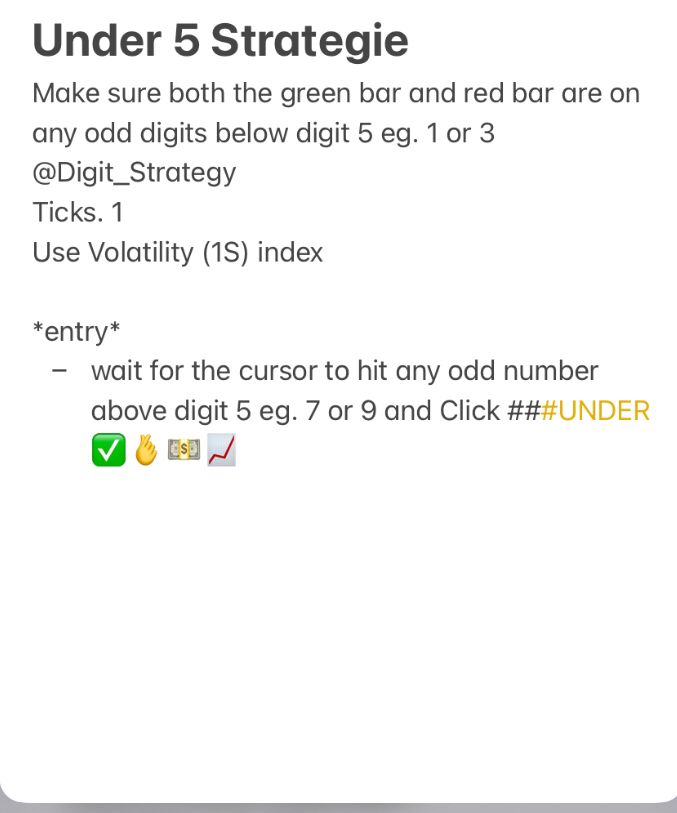 Under 5 Strategie
Make sure both the green bar and red bar are on
any odd digits below digit 5 eg. 1 or 3
@Digit_Strategy
Ticks. 1
Use Volatility (1S) index
*entry*
– wait for the cursor to hit any odd number
above digit 5 eg. 7 or 9 and Click ###UNDER
✅🫰💵📈